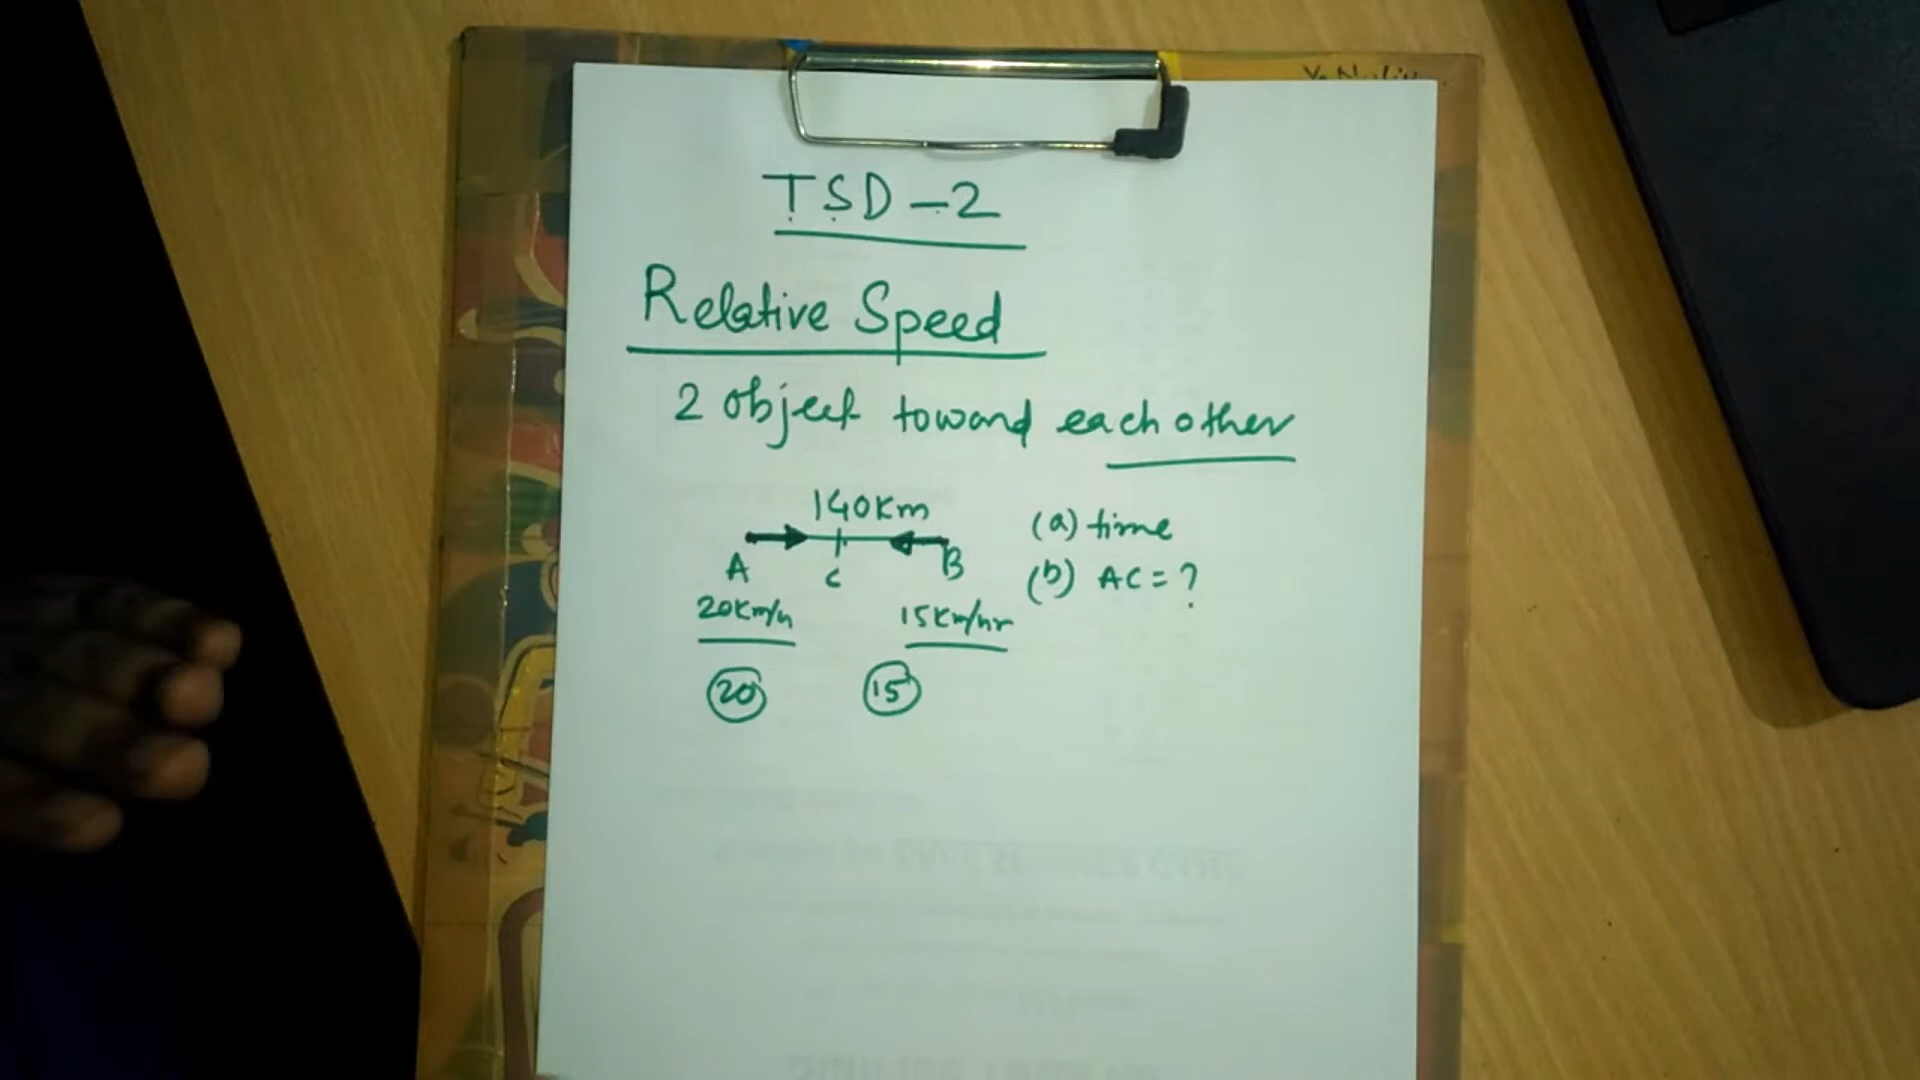 TSD-2
Relative Speed
2 object toward each other
140Km
A C B
20Km/h 15Km/hr
20 15
(a) time
(b) AC = ?